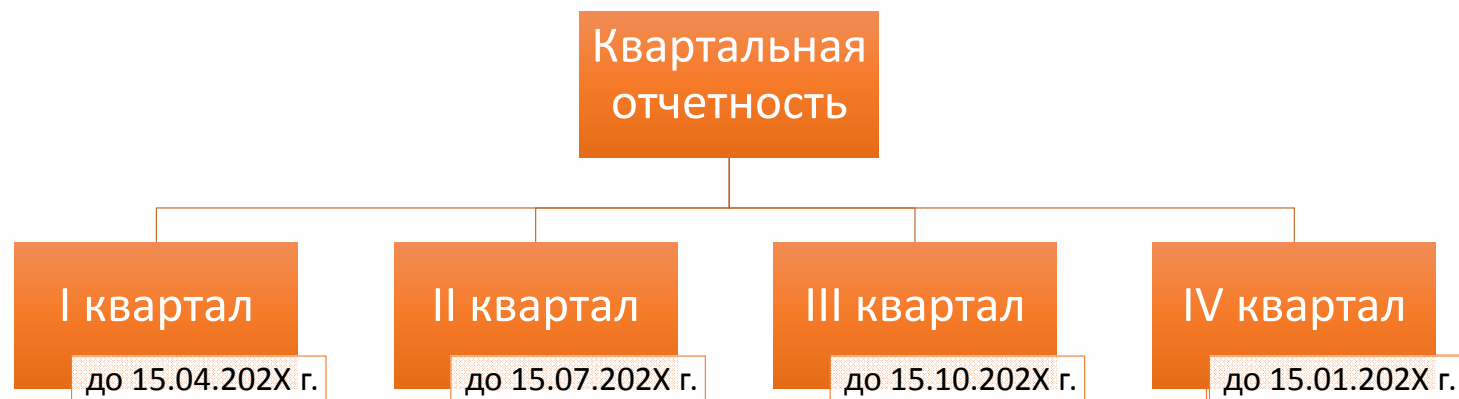 Квартальная
отчетность
I квартал
до 15.04.202X г.
II квартал
до 15.07.202X г.
III квартал
до 15.10.202X г.
IV квартал
до 15.01.202X г.